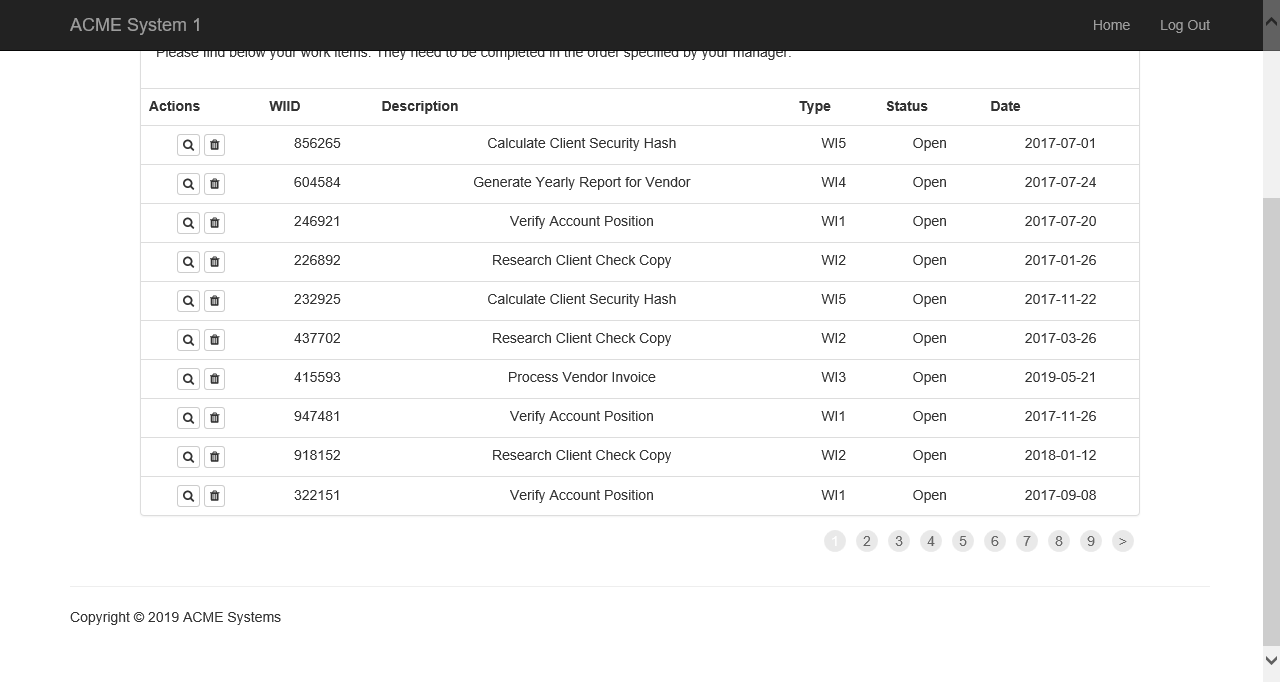 ACME System 1 Home Log Out
Please find below your work items. They need to be completed in the order specified by your manager.
Actions WIID Description Type Status Date
856265 Calculate Client Security Hash WI5 Open 2017-07-01
604584 Generate Yearly Report for Vendor WI4 Open 2017-07-24
246921 Verify Account Position WI1 Open 2017-07-20
226892 Research Client Check Copy WI2 Open 2017-01-26
232925 Calculate Client Security Hash WI5 Open 2017-11-22
437702 Research Client Check Copy WI2 Open 2017-03-26
415593 Process Vendor Invoice WI3 Open 2019-05-21
947481 Verify Account Position WI1 Open 2017-11-26
918152 Research Client Check Copy WI2 Open 2018-01-12
322151 Verify Account Position WI1 Open 2017-09-08
1 2 3 4 5 6 7 8 9 >
Copyright © 2019 ACME Systems